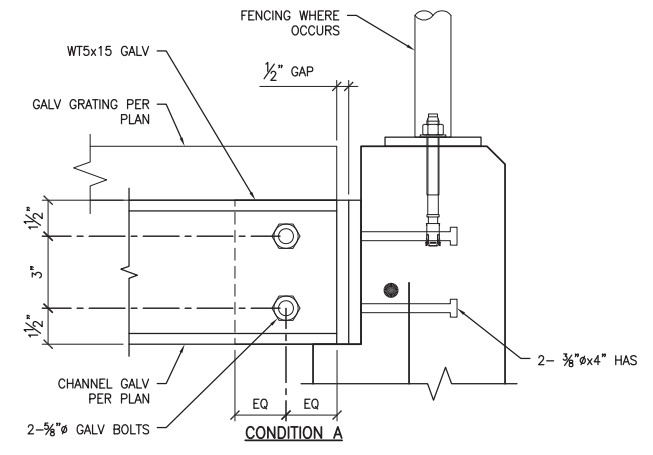 FENCING WHERE
OCCURS
WT5x15 GALV
½" GAP
GALV GRATING PER
PLAN
1½"
3"
1½"
2- ⅜"øx4" HAS
CHANNEL GALV
PER PLAN
EQ
EQ
2-⅝"ø GALV BOLTS
CONDITION A